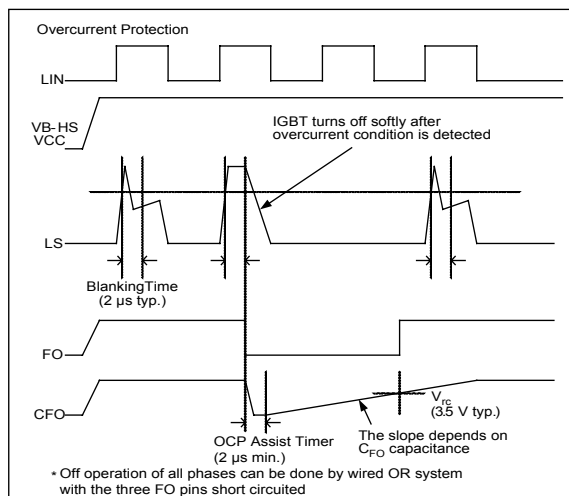 Overcurrent Protection
LIN
VB-HS
VCC
IGBT turns off softly after
overcurrent condition is detected
LS
BlankingTime
(2 µs typ.)
FO
CFO
Vrc
(3.5 V typ.)
OCP Assist Timer
(2 µs min.)
The slope depends on
CFO capacitance
* Off operation of all phases can be done by wired OR system
with the three FO pins short circuited